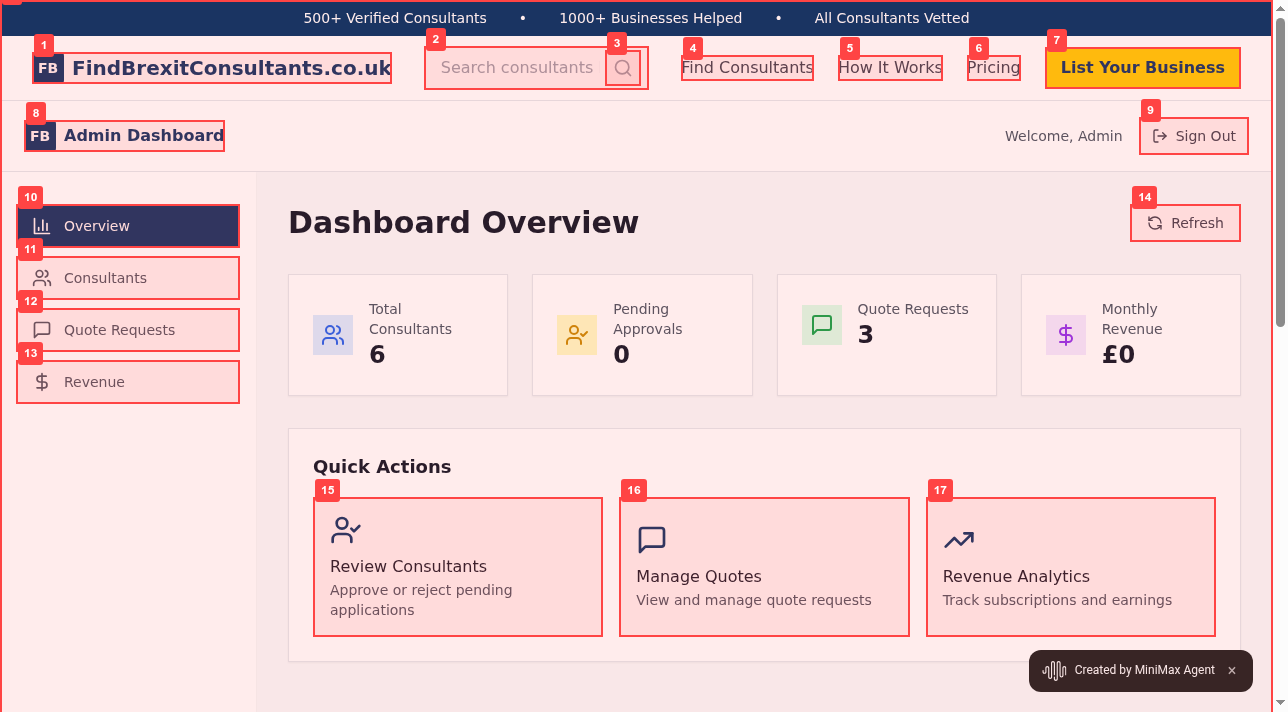 500+ Verified Consultants • 1000+ Businesses Helped • All Consultants Vetted
1 2 3 4 5 6 7
FB FindBrexitConsultants.co.uk Search consultants Find Consultants How It Works Pricing List Your Business
8 9
FB Admin Dashboard Welcome, Admin Sign Out
10 14
Overview Dashboard Overview Refresh
11
Consultants
12
Quote Requests
13
Revenue
Total
Consultants
6
Pending
Approvals
0
Quote Requests
3
Monthly
Revenue
£0
Quick Actions
15
Review Consultants
Approve or reject pending
applications
16
Manage Quotes
View and manage quote requests
17
Revenue Analytics
Track subscriptions and earnings
Created by MiniMax Agent ×